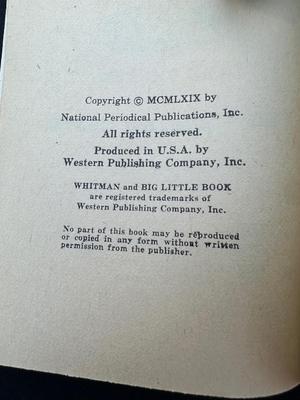 Copyright © MCMLXIX by
National Periodical Publications, Inc.
All rights reserved.
Produced in U.S.A. by
Western Publishing Company, Inc.
WHITMAN and BIG LITTLE BOOK
are registered trademarks of
Western Publishing Company, Inc.
No part of this book may be reproduced
or copied in any form without written
permission from the publisher.